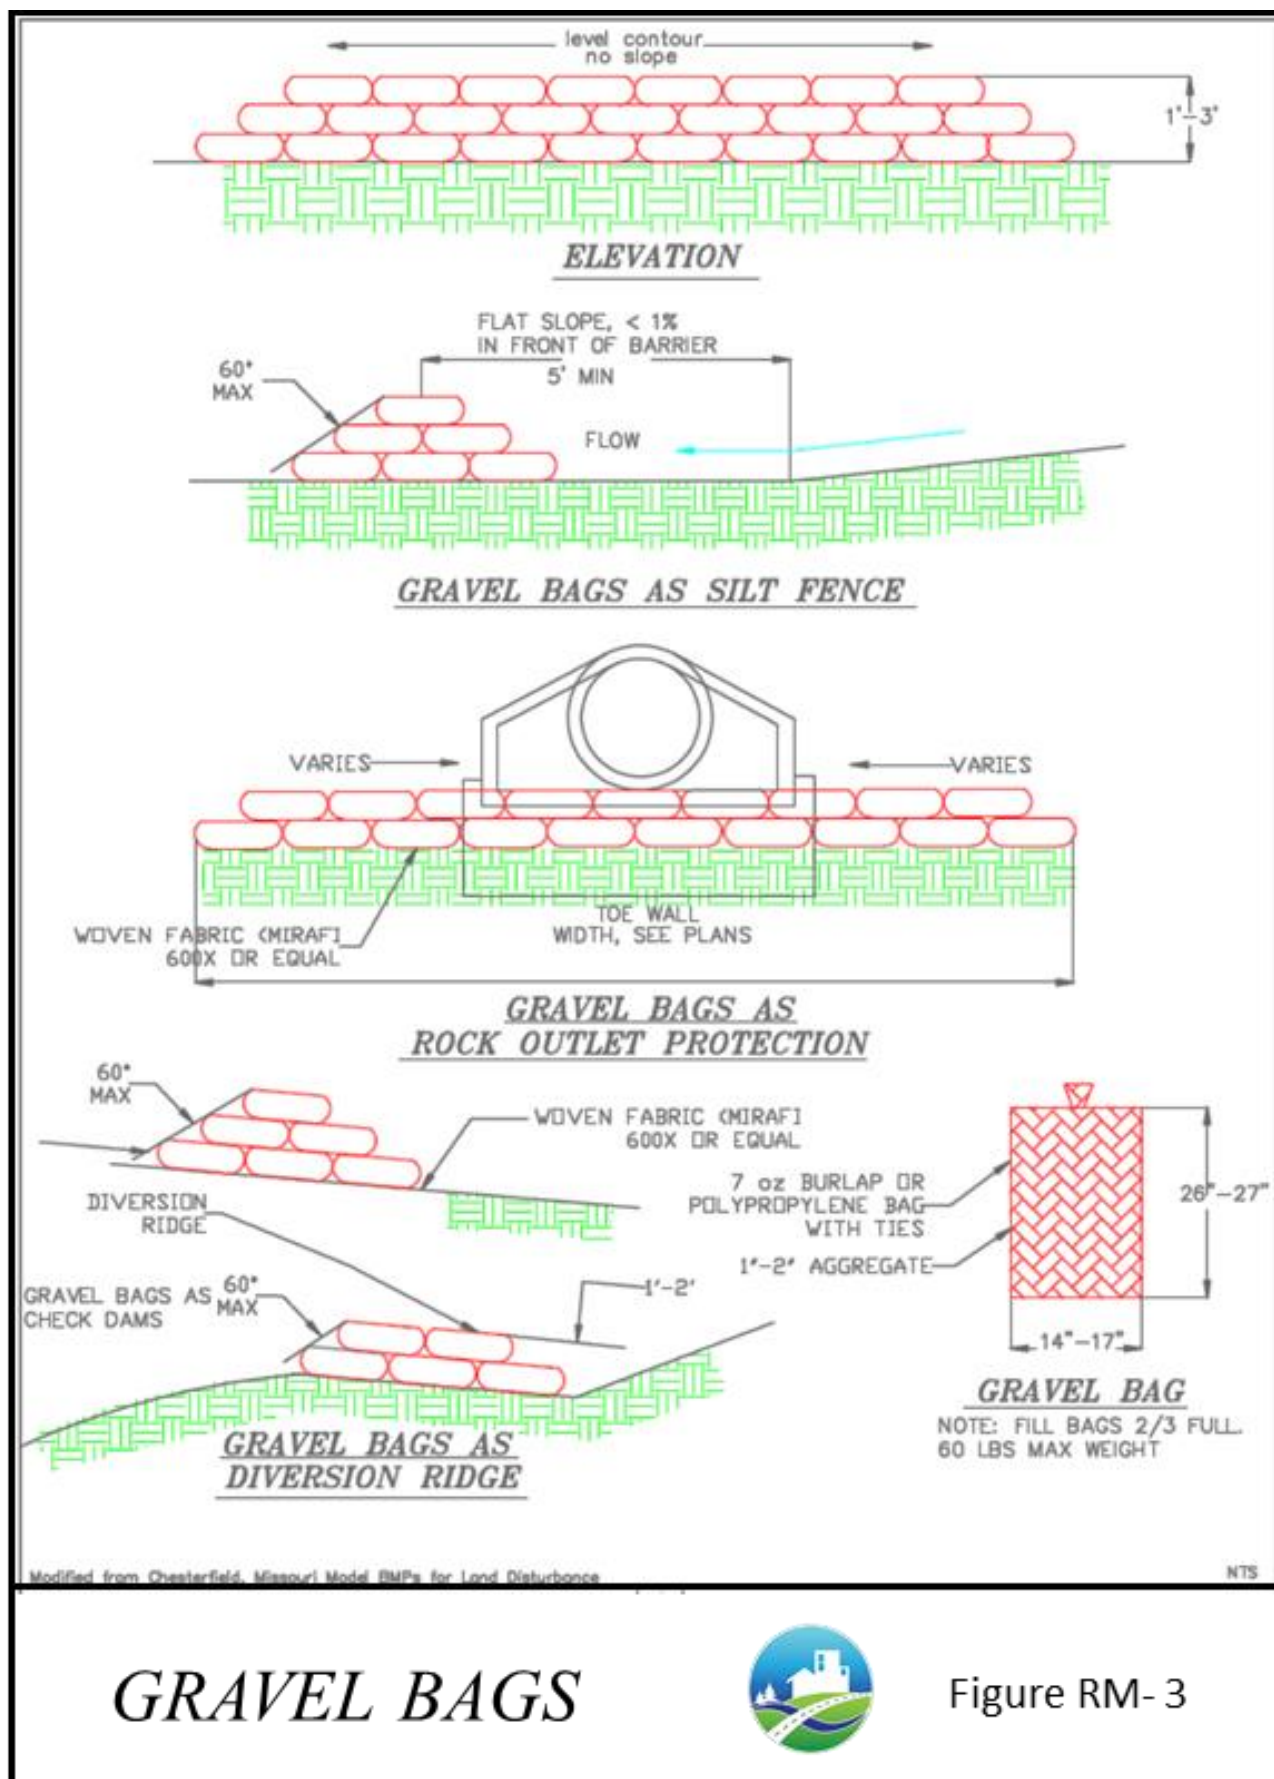 level contour
no slope
1'-3'
ELEVATION
FLAT SLOPE, < 1%
IN FRONT OF BARRIER
5' MIN
60°
MAX
FLOW
GRAVEL BAGS AS SILT FENCE
VARIES
VARIES
TOE WALL
WIDTH, SEE PLANS
WOVEN FABRIC (MIRAFI
600X OR EQUAL
GRAVEL BAGS AS
ROCK OUTLET PROTECTION
60°
MAX
WOVEN FABRIC (MIRAFI
600X OR EQUAL
DIVERSION
RIDGE
GRAVEL BAGS AS
CHECK DAMS
60°
MAX
1'-2'
GRAVEL BAGS AS
DIVERSION RIDGE
7 oz BURLAP OR
POLYPROPYLENE BAG
WITH TIES
1"-2" AGGREGATE
26"-27"
14"-17"
GRAVEL BAG
NOTE: FILL BAGS 2/3 FULL.
60 LBS MAX WEIGHT
Modified from Chesterfield, Missouri Model BMPs for Land Disturbance
NTS
GRAVEL BAGS
Figure RM- 3